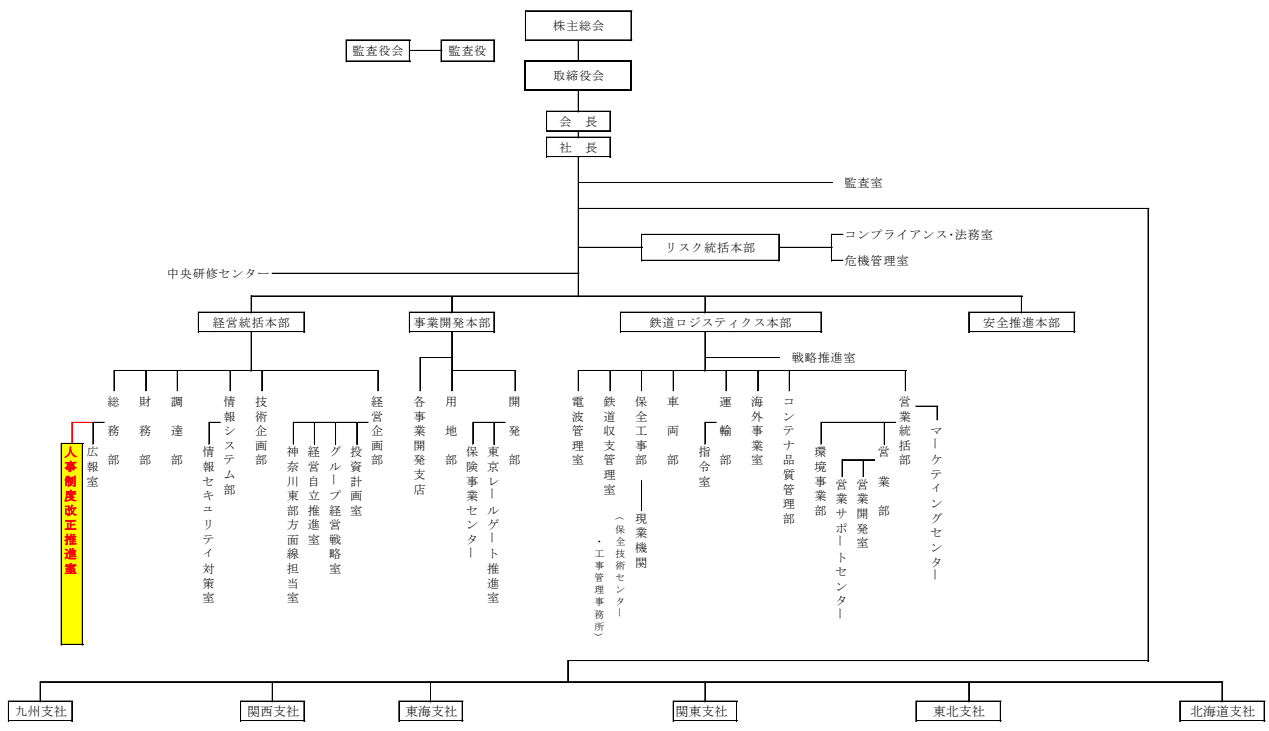 株主総会
監査役会
監査役
取締役会
会　長
社　長
監査室
コンプライアンス・法務室
リスク統括本部
危機管理室
中央研修センター
経営統括本部
事業開発本部
鉄道ロジスティクス本部
安全推進本部
戦略推進室
人事制度改正推進室
広報室
総務部
財務部
調達部
情報セキュリティ対策室
情報システム部
技術企画部
神奈川東部方面線担当室
経営自立推進室
グループ経営戦略室
投資計画室
経営企画部
各事業開発支店
用地部
保険事業センター
東京レールゲート推進室
開発部
電波管理室
鉄道収支管理室
保全工事部
現業機関
（保全技術センター
・工事管理事務所）
車両部
指令室
運輸部
海外事業室
コンテナ品質管理部
環境事業部
営業サポートセンター
営業開発室
営業部
営業統括部
マーケティングセンター
九州支社
関西支社
東海支社
関東支社
東北支社
北海道支社